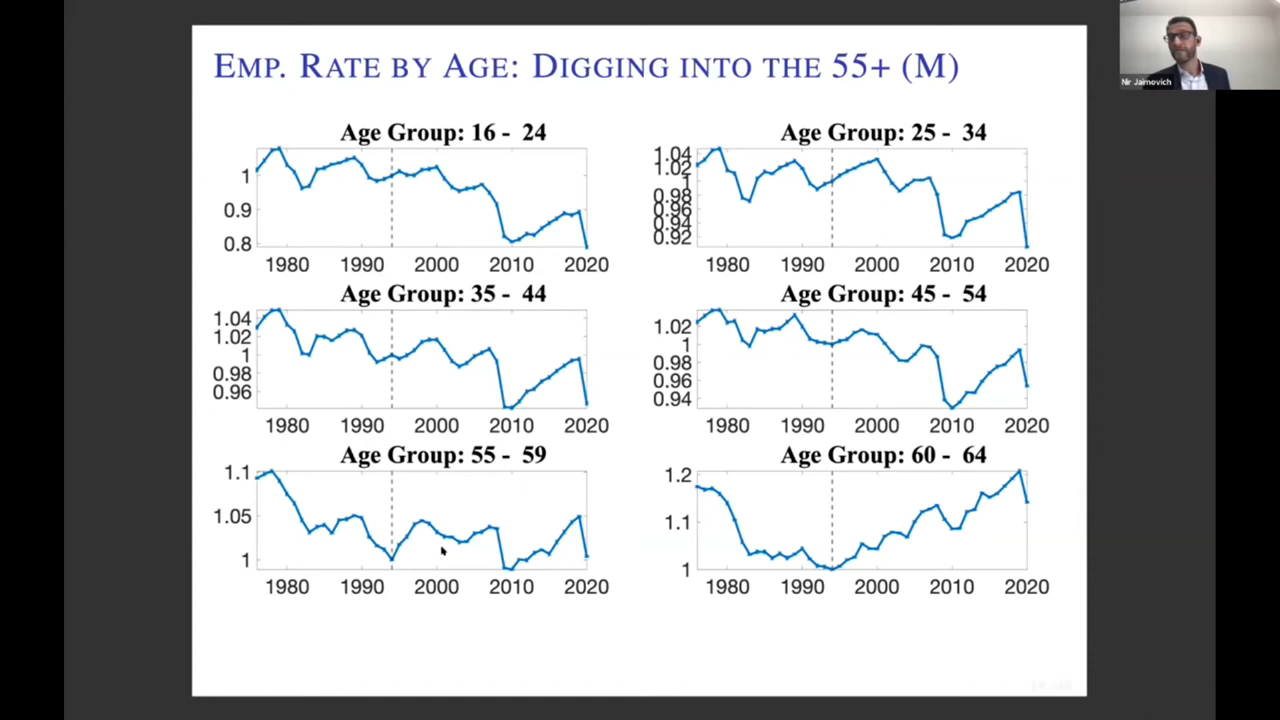 EMP. RATE BY AGE: DIGGING INTO THE 55+ (M)
Nir Jaimovich
Age Group: 16 - 24
1
0.9
0.8
1980 1990 2000 2010 2020
Age Group: 25 - 34
1.04
1.02
1
0.98
0.96
0.94
0.92
1980 1990 2000 2010 2020
Age Group: 35 - 44
1.04
1.02
1
0.98
0.96
1980 1990 2000 2010 2020
Age Group: 45 - 54
1.02
1
0.98
0.96
0.94
1980 1990 2000 2010 2020
Age Group: 55 - 59
1.1
1.05
1
1980 1990 2000 2010 2020
Age Group: 60 - 64
1.2
1.1
1
1980 1990 2000 2010 2020